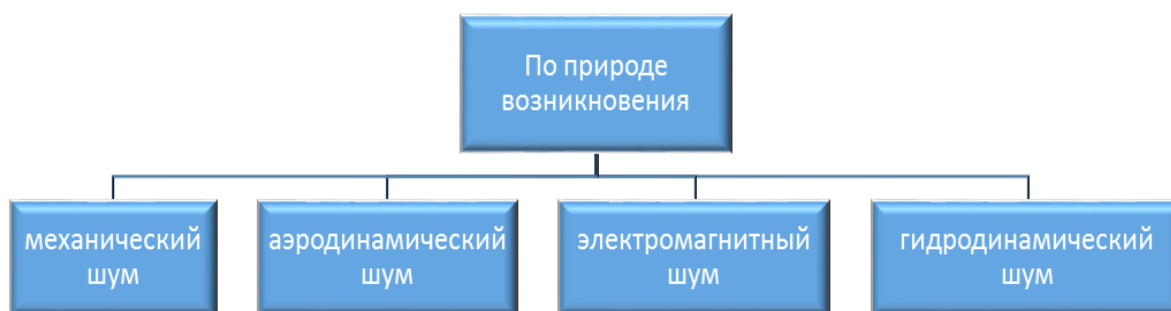 По природе
возникновения
механический
шум
аэродинамический
шум
электромагнитный
шум
гидродинамический
шум